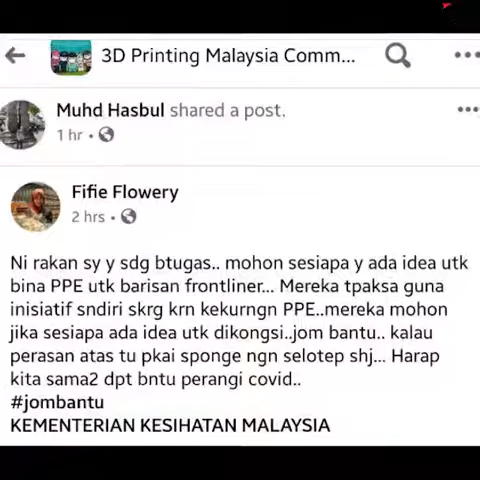 3D Printing Malaysia Comm...
Muhd Hasbul shared a post.
1 hr •
Fifie Flowery
2 hrs •
Ni rakan sy y sdg btugas.. mohon sesiapa y ada idea utk
bina PPE utk barisan frontliner... Mereka tpaksa guna
inisiatif sndiri skrg krn kekurngn PPE..mereka mohon
jika sesiapa ada idea utk dikongsi..jom bantu.. kalau
perasan atas tu pkai sponge ngn selotep shj... Harap
kita sama2 dpt bntu perangi covid..
#jombantu
KEMENTERIAN KESIHATAN MALAYSIA